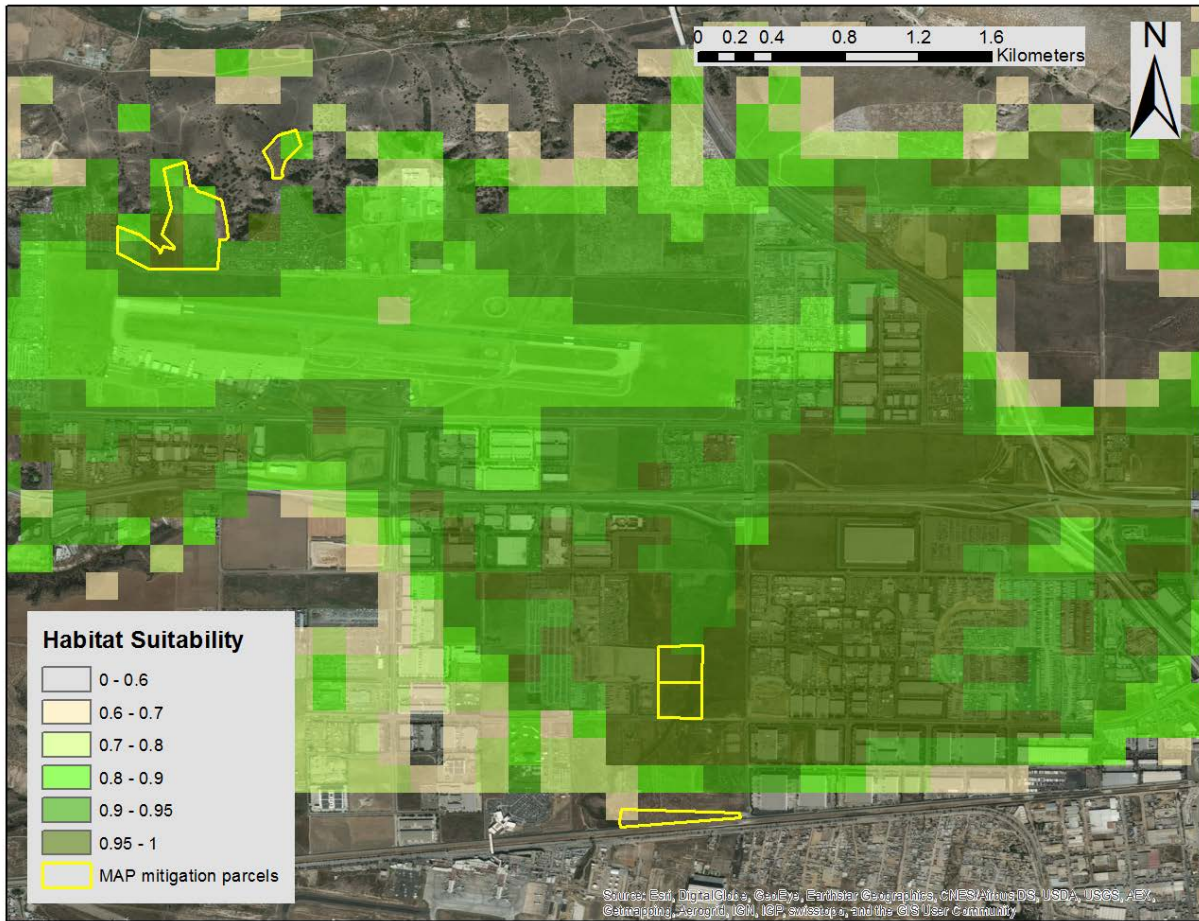 N
0 0.2 0.4 0.8 1.2 1.6
Kilometers
Habitat Suitability
0 - 0.6
0.6 - 0.7
0.7 - 0.8
0.8 - 0.9
0.9 - 0.95
0.95 - 1
MAP mitigation parcels
Source: Esri, DigitalGlobe, GeoEye, Earthstar Geographics, CNES/Airbus DS, USDA, USGS, AEX,
Getmapping, Aerogrid, IGN, IGP, swisstopo, and the GIS User Community